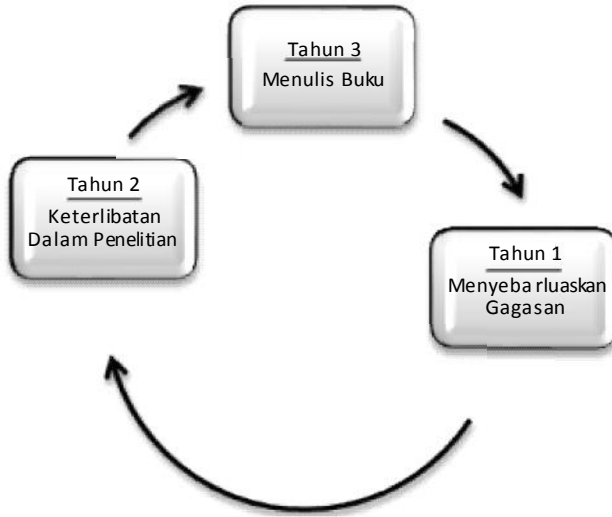 Tahun 3
Menulis Buku
Tahun 2
Keterlibatan
Dalam Penelitian
Tahun 1
Menyeba rluaskan
Gagasan